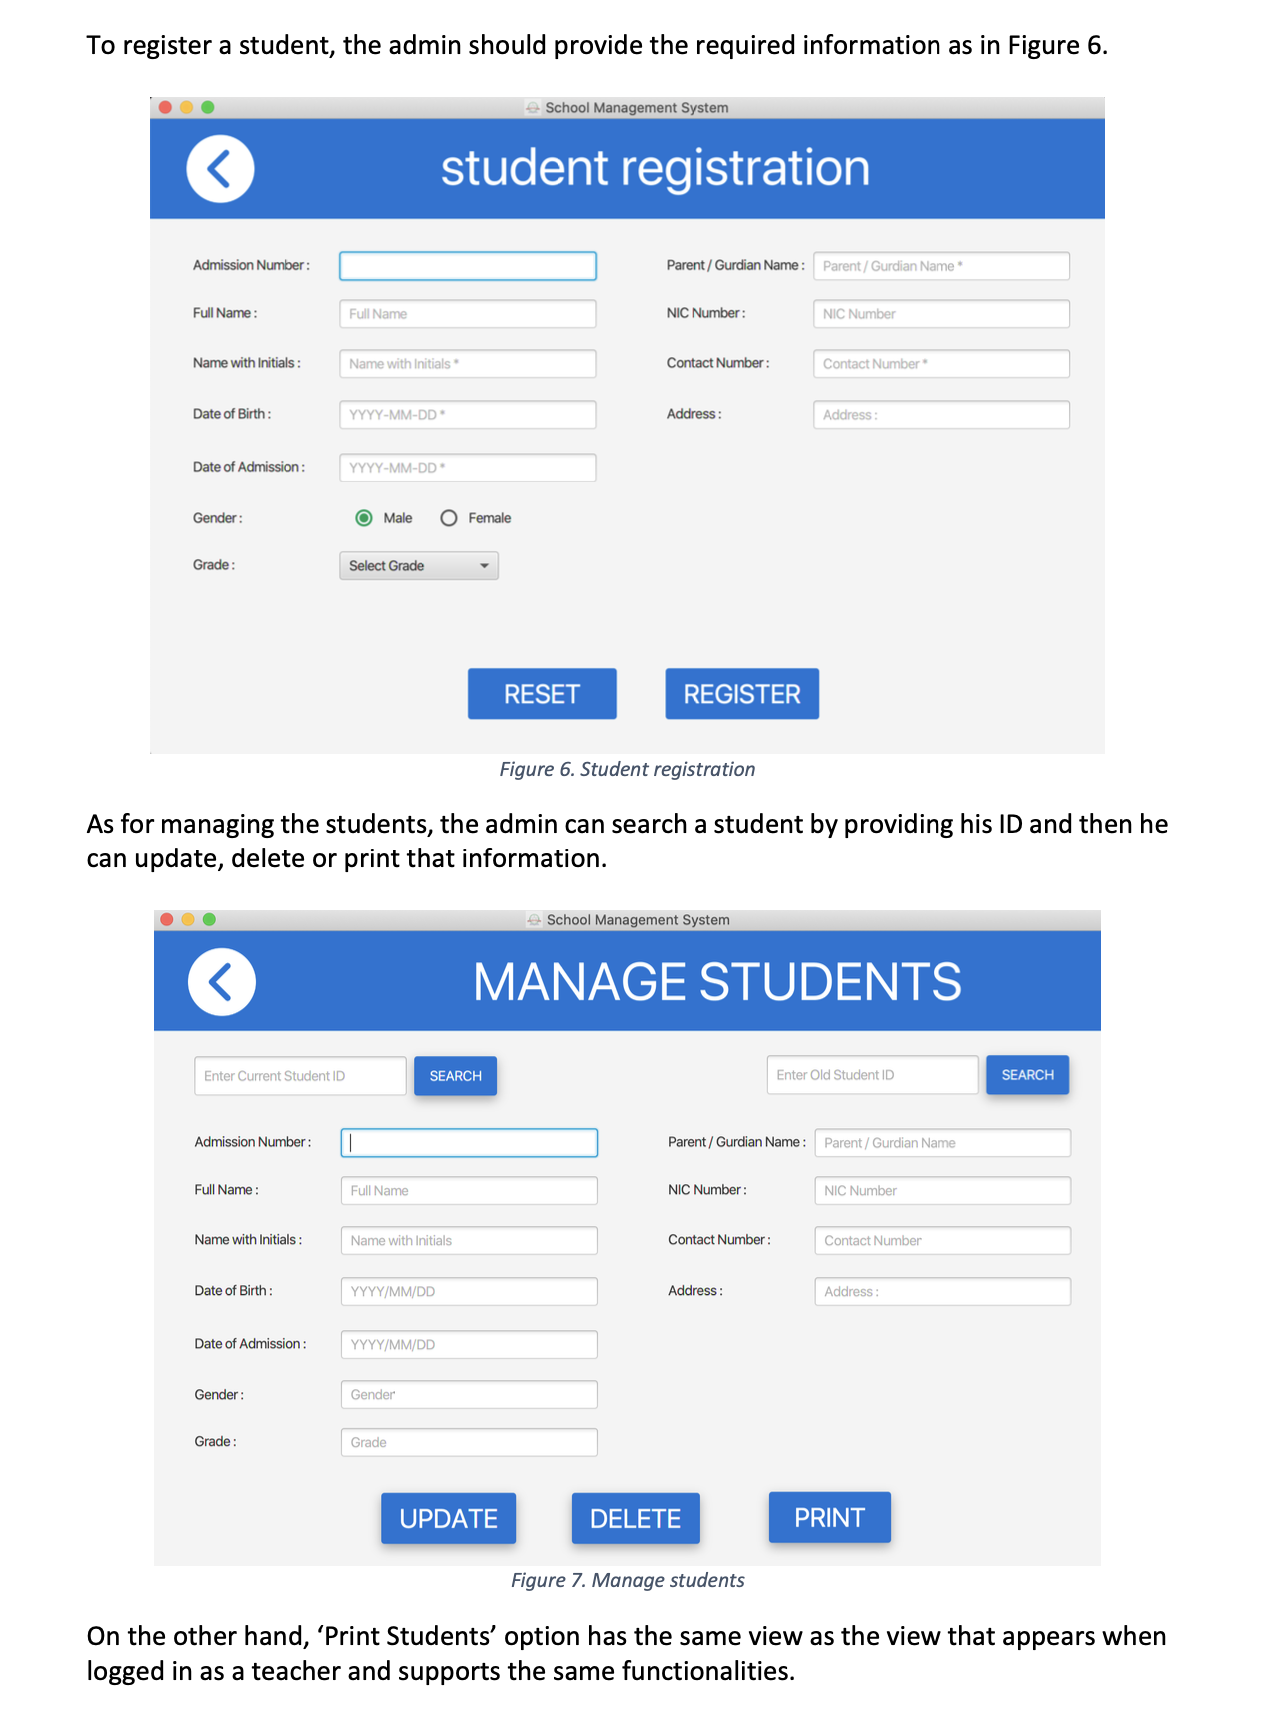 To register a student, the admin should provide the required information as in Figure 6.
School Management System
student registration
Admission Number :
Full Name :
Full Name
Name with Initials :
Name with Initials *
Date of Birth :
YYYY-MM-DD *
Date of Admission :
YYYY-MM-DD *
Gender :
Male
Female
Grade :
Select Grade
Parent / Gurdian Name :
Parent / Gurdian Name *
NIC Number :
NIC Number
Contact Number :
Contact Number *
Address :
Address :
RESET
REGISTER
Figure 6. Student registration
As for managing the students, the admin can search a student by providing his ID and then he
can update, delete or print that information.
School Management System
MANAGE STUDENTS
Enter Current Student ID
SEARCH
Enter Old Student ID
SEARCH
Admission Number :
Full Name :
Full Name
Name with Initials :
Name with Initials
Date of Birth :
YYYY/MM/DD
Date of Admission :
YYYY/MM/DD
Gender :
Gender
Grade :
Grade
Parent / Gurdian Name :
Parent / Gurdian Name
NIC Number :
NIC Number
Contact Number :
Contact Number
Address :
Address :
UPDATE
DELETE
PRINT
Figure 7. Manage students
On the other hand, ‘Print Students’ option has the same view as the view that appears when
logged in as a teacher and supports the same functionalities.